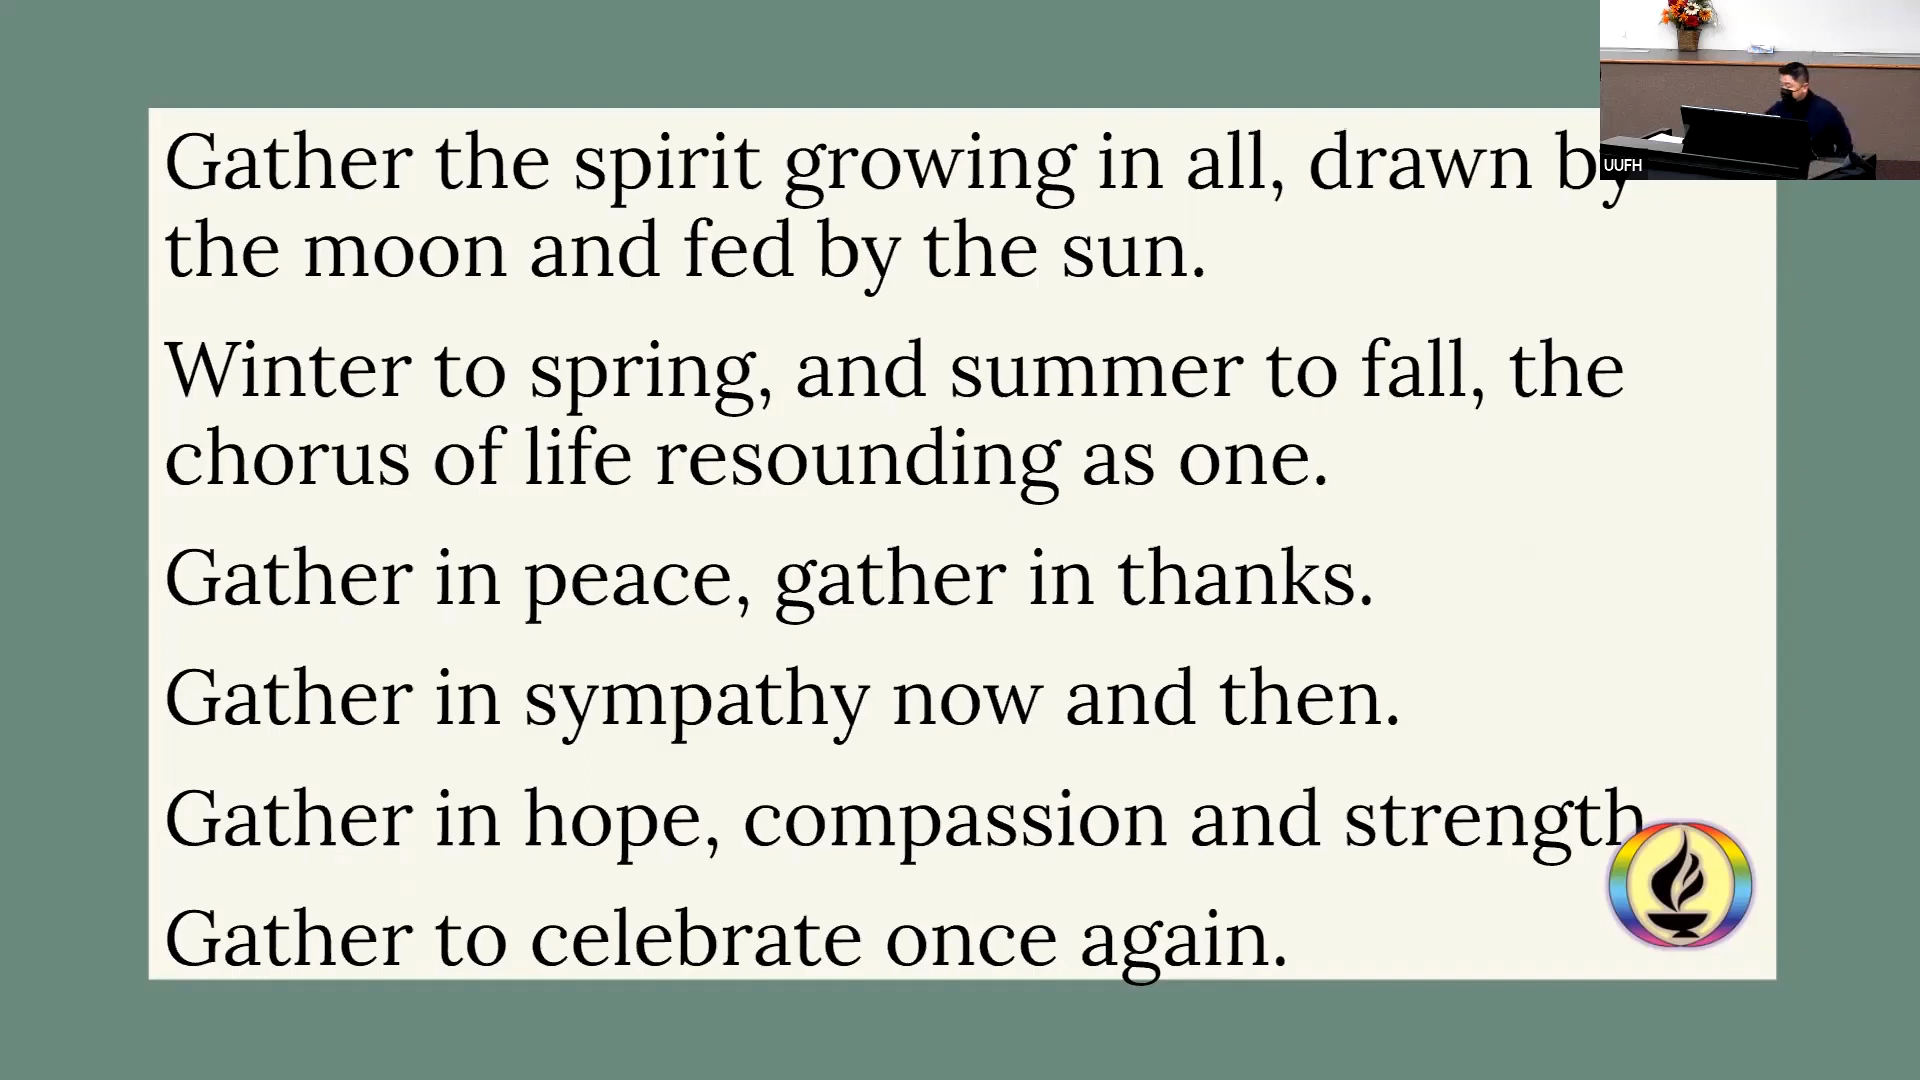 Gather the spirit growing in all, drawn by
the moon and fed by the sun.
Winter to spring, and summer to fall, the
chorus of life resounding as one.
Gather in peace, gather in thanks.
Gather in sympathy now and then.
Gather in hope, compassion and strength
Gather to celebrate once again.
UUFH